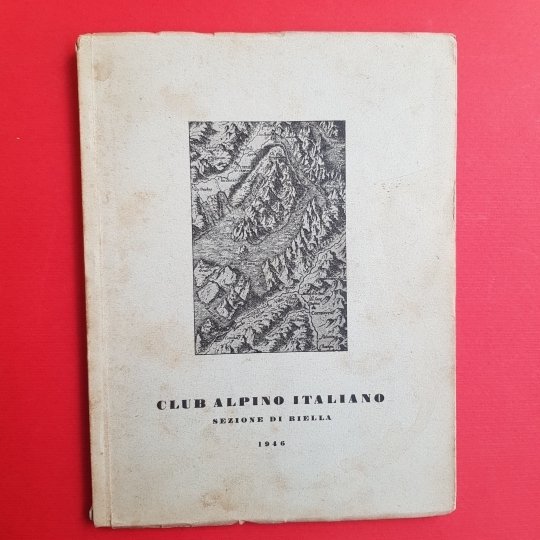 CLUB ALPINO ITALIANO
SEZIONE DI BIELLA
1946